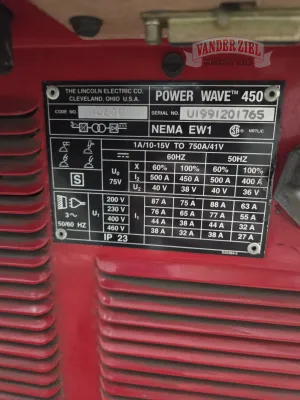 VANDER ZIEL
THE LINCOLN ELECTRIC CO.
CLEVELAND, OHIO U.S.A.
POWER WAVE™ 450
CODE NO.
SERIAL NO. U1991201765
NEMA EW1
NRTL/C
1A/10-15V TO 750A/41V
60HZ 50HZ
S U₀ 75V X 60% 100% 60% 100%
I₂ 500 A 450 A 500 A 400 A
U₂ 40 V 38 V 40 V 36 V
3~ 50/60 HZ U₁ 200 V I₁ 87 A 75 A 88 A 63 A
230 V 76 A 65 A 77 A 55 A
400 V 44 A 38 A 44 A 32 A
460 V 38 A 32 A 38 A 27 A
IP 23